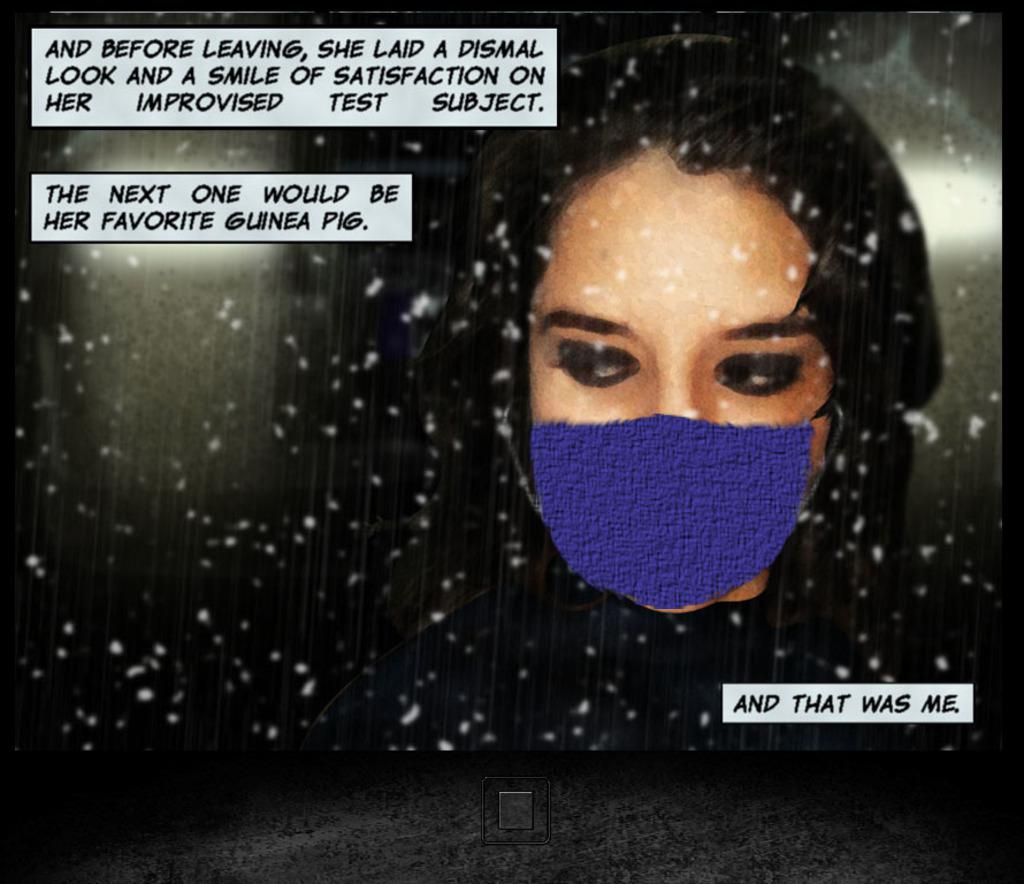 AND BEFORE LEAVING, SHE LAID A DISMAL
LOOK AND A SMILE OF SATISFACTION ON
HER IMPROVISED TEST SUBJECT.
THE NEXT ONE WOULD BE
HER FAVORITE GUINEA PIG.
AND THAT WAS ME.